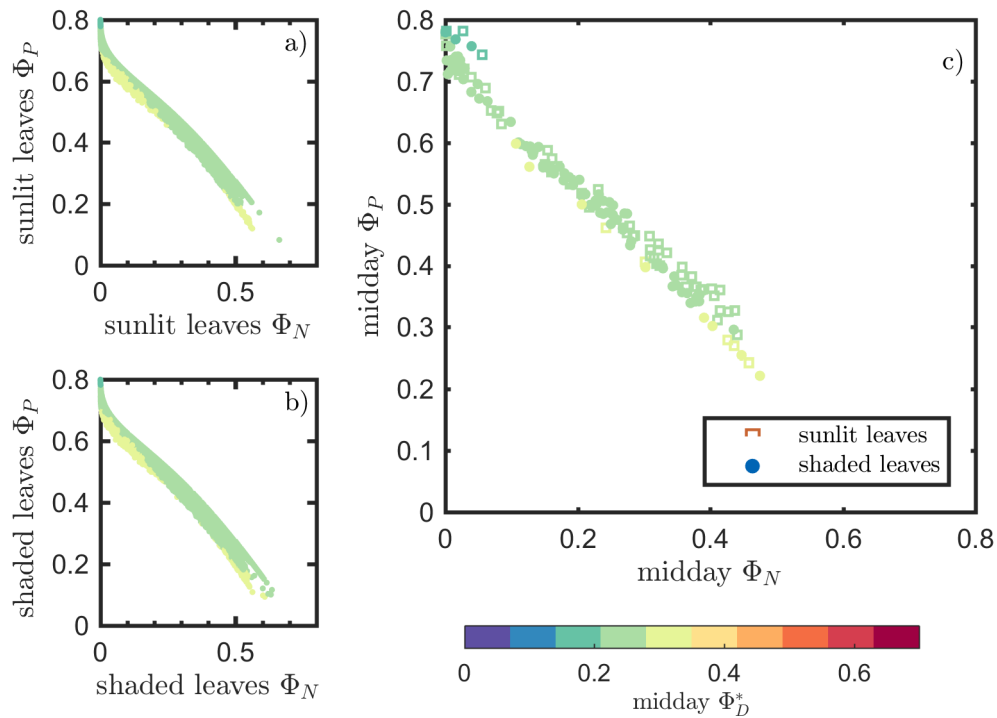 a)
0.8
0.6
0.4
0.2
0
0
0.5
sunlit leaves Φ_P
sunlit leaves Φ_N
b)
0.8
0.6
0.4
0.2
0
0
0.5
shaded leaves Φ_P
shaded leaves Φ_N
c)
0.8
0.7
0.6
0.5
0.4
0.3
0.2
0.1
0
0
0.2
0.4
0.6
0.8
midday Φ_P
midday Φ_N
sunlit leaves
shaded leaves
0
0.2
0.4
0.6
midday Φ_D^*